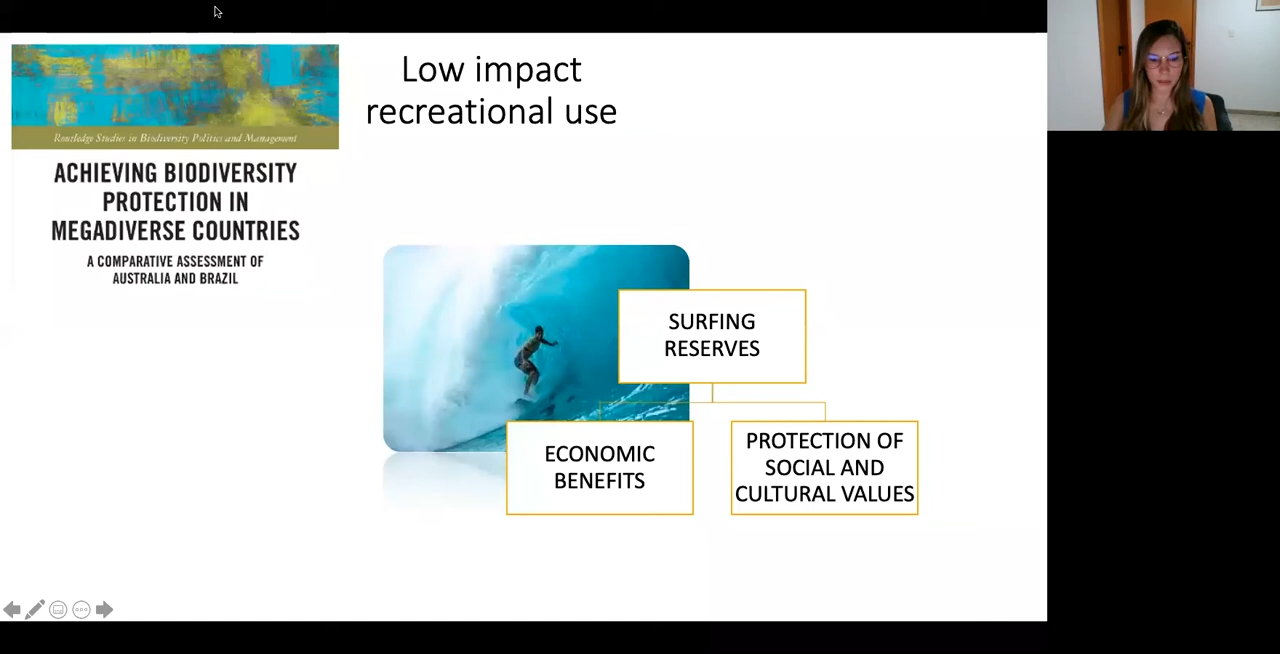 Routledge Studies in Biodiversity Politics and Management
ACHIEVING BIODIVERSITY
PROTECTION IN
MEGADIVERSE COUNTRIES
A COMPARATIVE ASSESSMENT OF
AUSTRALIA AND BRAZIL
Low impact
recreational use
SURFING
RESERVES
ECONOMIC
BENEFITS
PROTECTION OF
SOCIAL AND
CULTURAL VALUES